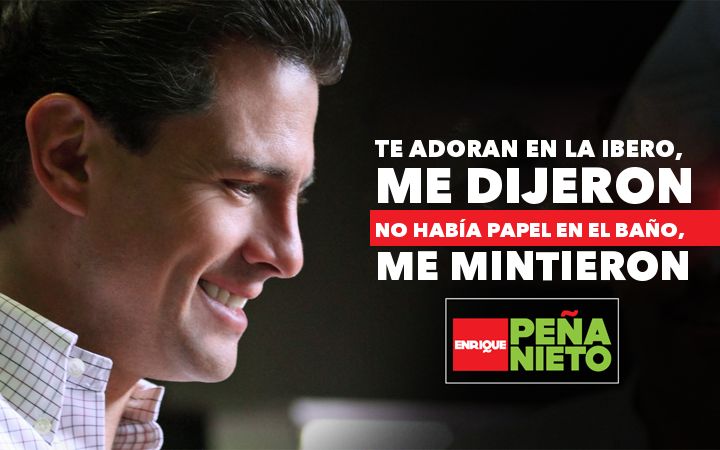 TE ADORAN EN LA IBERO,
ME DIJERON
NO HABÍA PAPEL EN EL BAÑO,
ME MINTIERON
ENRIQUE
PEÑA
NIETO